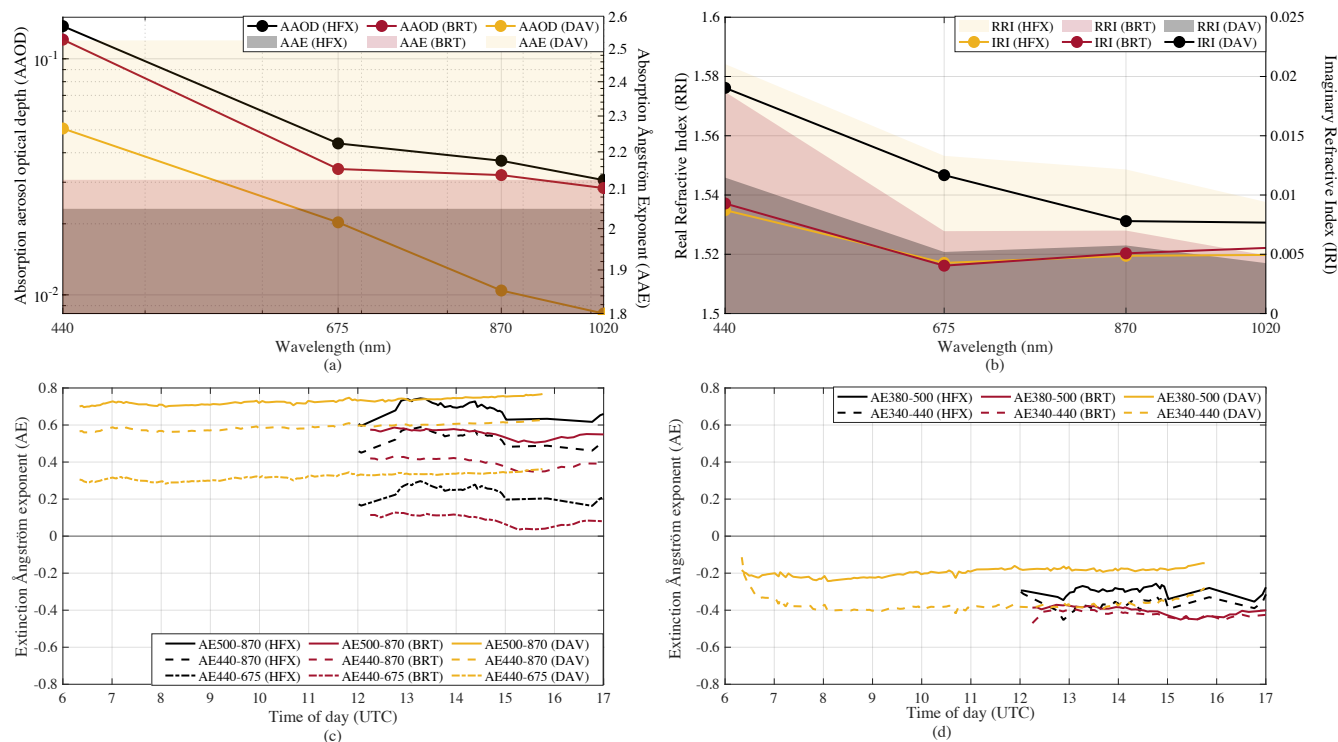 AAOD (HFX) AAOD (BRT) AAOD (DAV)
AAE (HFX) AAE (BRT) AAE (DAV)
Absorption aerosol optical depth (AAOD)
10⁻¹
10⁻²
2.6
2.5
2.4
2.3
2.2
2.1
2
1.9
1.8
Absorption Ångström Exponent (AAE)
440 675 870 1020
Wavelength (nm)
(a)
RRI (HFX) RRI (BRT) RRI (DAV)
IRI (HFX) IRI (BRT) IRI (DAV)
Real Refractive Index (RRI)
1.6
1.58
1.56
1.54
1.52
1.5
0.025
0.02
0.015
0.01
0.005
0
Imaginary Refractive Index (IRI)
440 675 870 1020
Wavelength (nm)
(b)
Extinction Ångström exponent (AE)
0.8
0.6
0.4
0.2
0
-0.2
-0.4
-0.6
-0.8
AE500-870 (HFX) AE500-870 (BRT) AE500-870 (DAV)
AE440-870 (HFX) AE440-870 (BRT) AE440-870 (DAV)
AE440-675 (HFX) AE440-675 (BRT) AE440-675 (DAV)
6 7 8 9 10 11 12 13 14 15 16 17
Time of day (UTC)
(c)
AE380-500 (HFX) AE380-500 (BRT) AE380-500 (DAV)
AE340-440 (HFX) AE340-440 (BRT) AE340-440 (DAV)
Extinction Ångström exponent (AE)
0.8
0.6
0.4
0.2
0
-0.2
-0.4
-0.6
-0.8
6 7 8 9 10 11 12 13 14 15 16 17
Time of day (UTC)
(d)